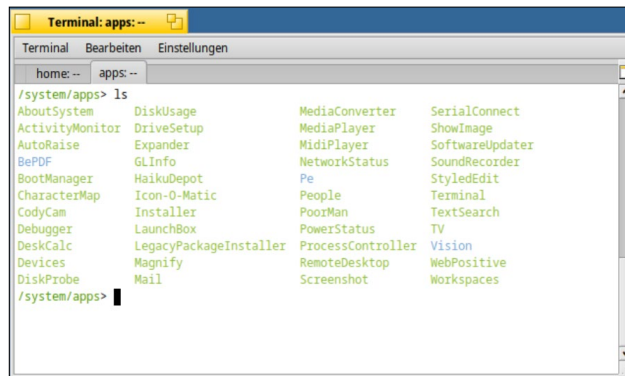 Terminal: apps: --
Terminal Bearbeiten Einstellungen
home: -- apps: --
/system/apps> ls
AboutSystem DiskUsage MediaConverter SerialConnect
ActivityMonitor DriveSetup MediaPlayer ShowImage
AutoRaise Expander MidiPlayer SoftwareUpdater
BePDF GLInfo NetworkStatus SoundRecorder
BootManager HaikuDepot Pe StyledEdit
CharacterMap Icon-O-Matic People Terminal
CodyCam Installer PoorMan TextSearch
Debugger LaunchBox PowerStatus TV
DeskCalc LegacyPackageInstaller ProcessController Vision
Devices Magnify RemoteDesktop WebPositive
DiskProbe Mail Screenshot Workspaces
/system/apps>